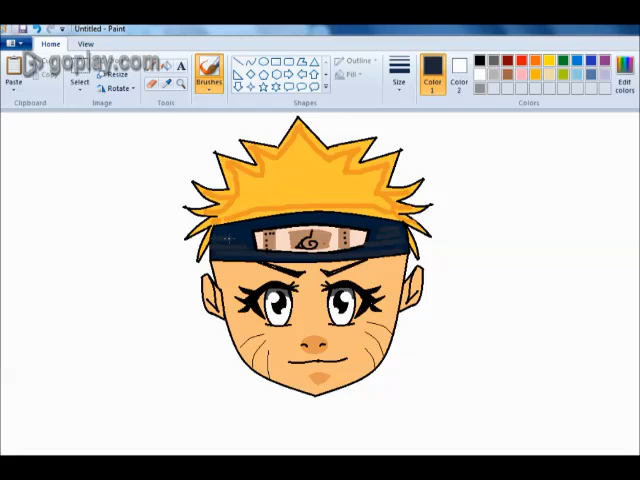 Untitled - Paint
Home View
goplay.com
Paste
Select
Resize
Rotate
Brushes
Outline
Fill
Size
Color 1
Color 2
Edit colors
Clipboard Image Tools Shapes Colors